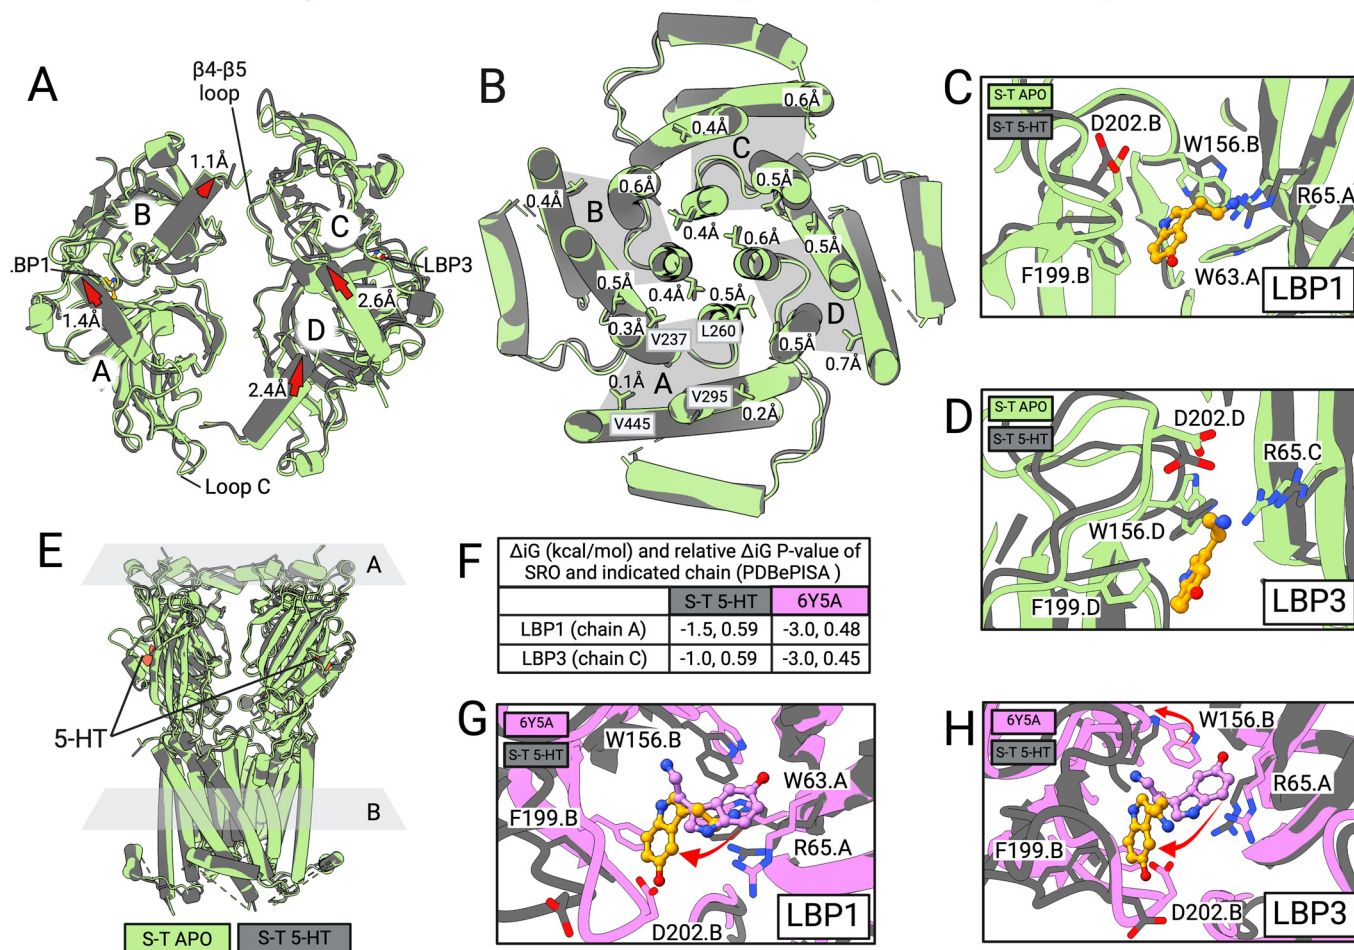 A
β4-β5
loop
1.1Å
B
C
.BP1
LBP3
2.6Å
1.4Å
D
A
2.4Å
Loop C
B
0.6Å
0.4Å
C
0.6Å
0.5Å
0.4Å
B
0.4Å
0.6Å
0.5Å
0.5Å
0.4Å
0.5Å
0.3Å
V237
L260
D
0.5Å
0.7Å
A
0.1Å
V295
0.2Å
V445
C
S-T APO
S-T 5-HT
D202.B
W156.B
R65.A
F199.B
W63.A
LBP1
D
S-T APO
S-T 5-HT
D202.D
R65.C
W156.D
F199.D
LBP3
E
A
5-HT
B
S-T APO
S-T 5-HT
F
ΔiG (kcal/mol) and relative ΔiG P-value of
SRO and indicated chain (PDBePISA )
S-T 5-HT 6Y5A
LBP1 (chain A) -1.5, 0.59 -3.0, 0.48
LBP3 (chain C) -1.0, 0.59 -3.0, 0.45
G
6Y5A
S-T 5-HT
W156.B
W63.A
F199.B
R65.A
D202.B
LBP1
H
6Y5A
S-T 5-HT
W156.B
R65.A
F199.B
D202.B
LBP3